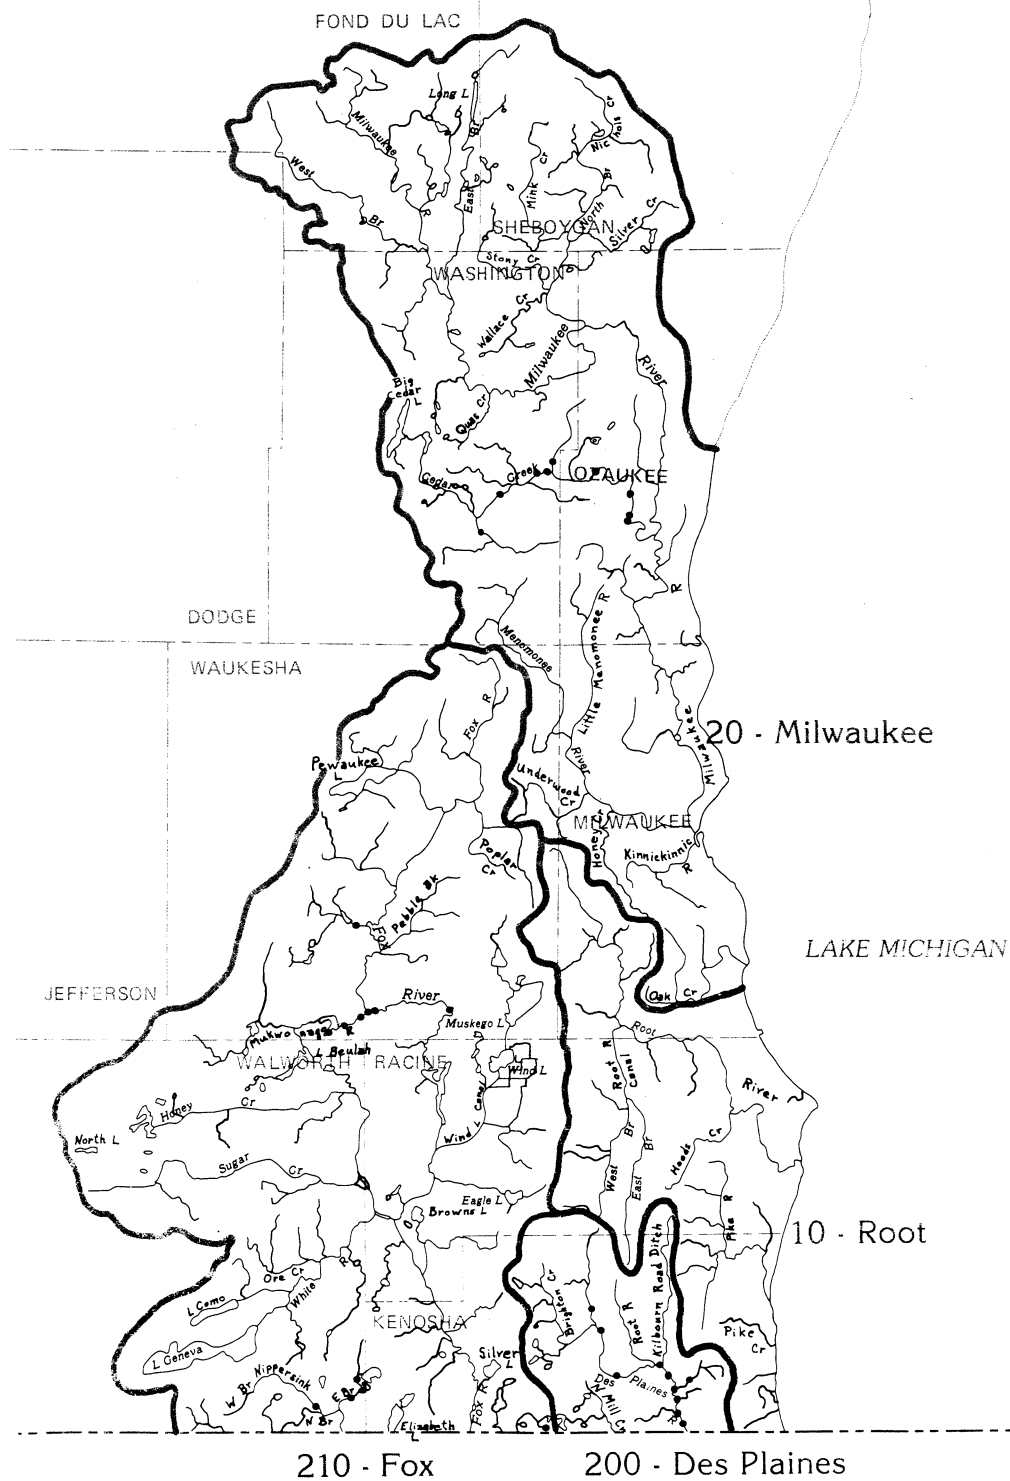 FOND DU LAC
Long L
Milwaukee
East Br
Nichols Cr
West Br
R
Mink Cr
North Br
Silver Cr
SHEBOYGAN
Stony Cr
WASHINGTON
Wallace Cr
Milwaukee
River
Big Cedar L
Quas Cr
Cedar Creek
OZAUKEE
R
DODGE
Menomonee
Little Menomonee R
WAUKESHA
Fox R
Milwaukee
20 - Milwaukee
Pewaukee L
River
Underwood Cr
MILWAUKEE
Honey Cr
Poplar Cr
Kinnickinnic R
Pebble Bk
Fox
LAKE MICHIGAN
JEFFERSON
River
Oak Cr
Mukwonago R
Muskego L
Root
L Beulah
WALWORTH
RACINE
Wind L
Root R Canal
River
Honey Cr
Wind L Canal
North L
West Br
East Br
Hoods Cr
Sugar Cr
Eagle L
Browns L
Pike R
10 - Root
Ore Cr
White R
L Como
Brighton Cr
Root R
Kilbourn Road Ditch
KENOSHA
Pike Cr
L Geneva
Silver L
W Br Nippersink
E Br
N Br
Fox R
Des Plaines
R
N Mill Cr
Elizabeth L
210 - Fox
200 - Des Plaines